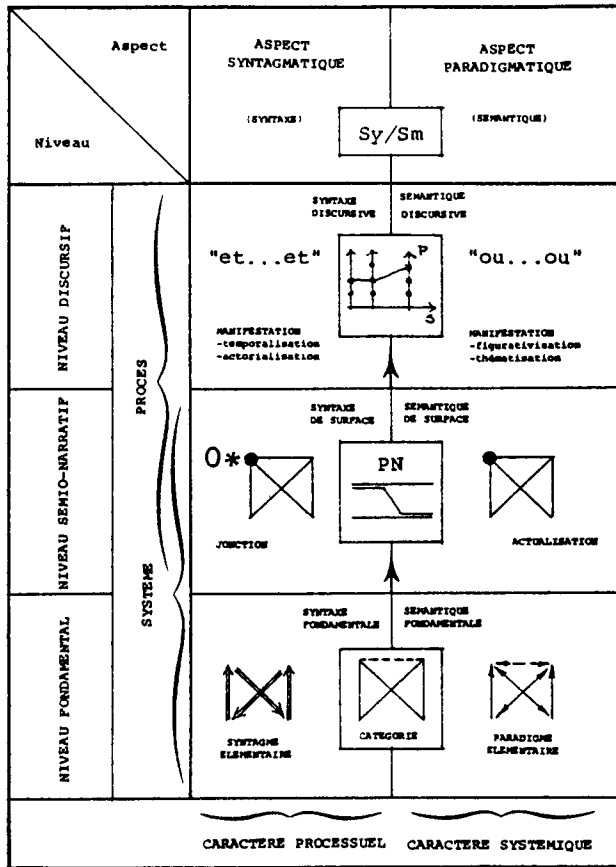 Aspect
Niveau
ASPECT
SYNTAGMATIQUE
(SYNTAXE)
Sy/Sm
ASPECT
PARADIGMATIQUE
(SEMANTIQUE)
NIVEAU DISCURSIF
PROCES
SYNTAXE
DISCURSIVE
SEMANTIQUE
DISCURSIVE
"et...et"
P
S
"ou...ou"
MANIFESTATION
-temporalisation
-actorialisation
MANIFESTATION
-figurativisation
-thématisation
NIVEAU SEMIO-NARRATIF
SYSTEME
SYNTAXE
DE SURFACE
SEMANTIQUE
DE SURFACE
O*
PN
JONCTION
ACTUALISATION
NIVEAU FONDAMENTAL
SYNTAXE
FONDAMENTALE
SEMANTIQUE
FONDAMENTALE
SYNTAGME
ELEMENTAIRE
CATEGORIE
PARADIGME
ELEMENTAIRE
CARACTERE PROCESSUEL
CARACTERE SYSTEMIQUE